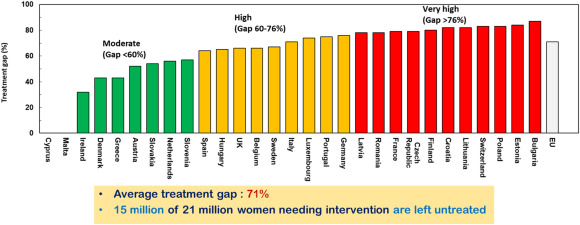 Treatment gap (%)
100
80
60
40
20
0
Moderate
(Gap <60%)
High
(Gap 60-76%)
Very high
(Gap >76%)
Cyprus
Malta
Ireland
Denmark
Greece
Austria
Slovakia
Netherlands
Slovenia
Spain
Hungary
UK
Belgium
Sweden
Italy
Luxembourg
Portugal
Germany
Latvia
Romania
France
Czech
Republic
Finland
Croatia
Lithuania
Switzerland
Poland
Estonia
Bulgaria
EU
• Average treatment gap : 71%
• 15 million of 21 million women needing intervention are left untreated